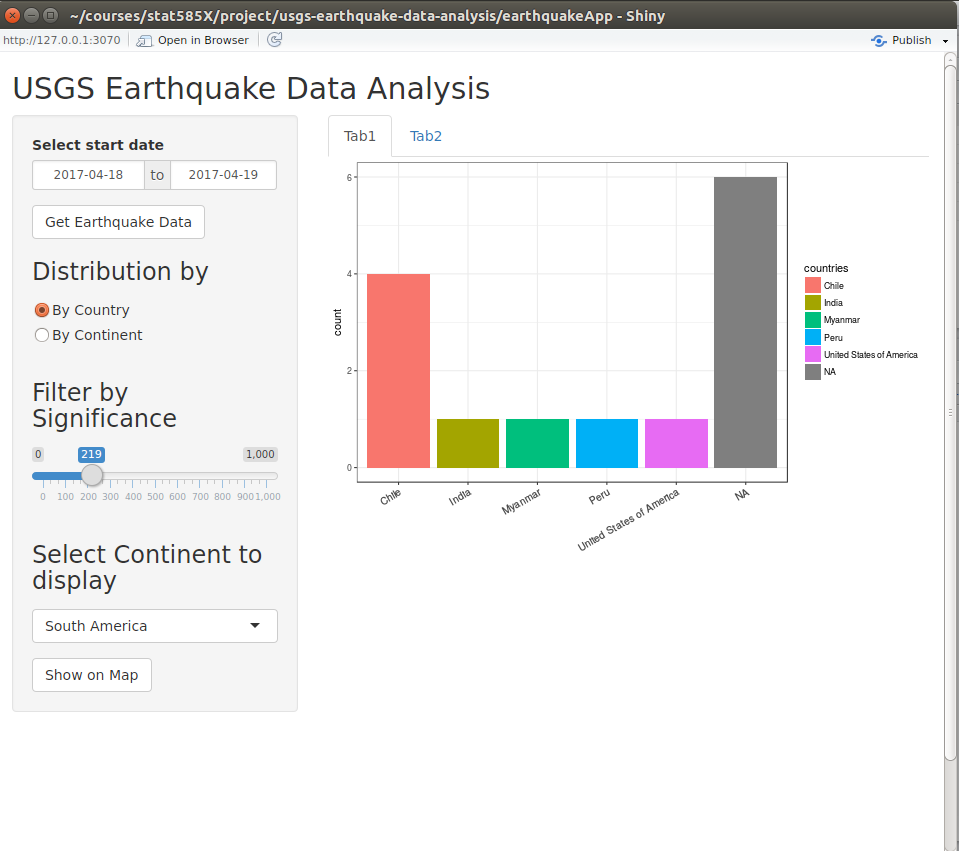 ~/courses/stat585X/project/usgs-earthquake-data-analysis/earthquakeApp - Shiny
http://127.0.0.1:3070 Open in Browser Publish
USGS Earthquake Data Analysis
Select start date
2017-04-18 to 2017-04-19
Get Earthquake Data
Distribution by
By Country
By Continent
Filter by
Significance
0 219 1,000
0 100 200 300 400 500 600 700 800 900 1,000
Select Continent to
display
South America
Show on Map
Tab1 Tab2
count
6
4
2
0
Chile
India
Myanmar
Peru
United States of America
NA
countries
Chile
India
Myanmar
Peru
United States of America
NA